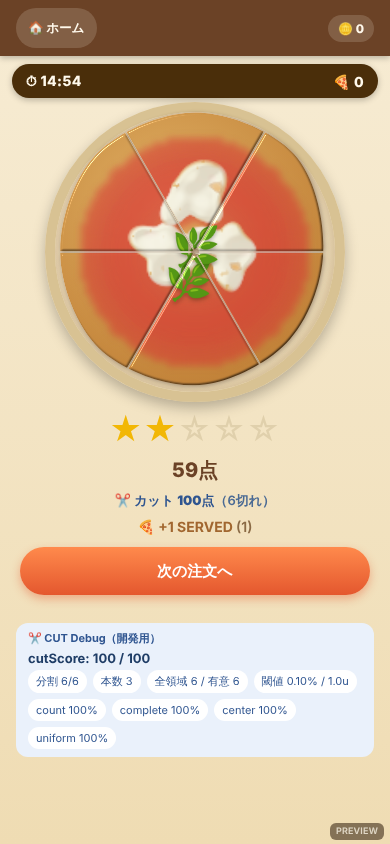 🏠 ホーム
🪙 0
⏱ 14:54
🍕 0
★★☆☆☆
59点
✂️ カット 100点（6切れ）
🍕 +1 SERVED (1)
次の注文へ
✂️ CUT Debug（開発用）
cutScore: 100 / 100
分割 6/6 本数 3 全領域 6 / 有意 6 閾値 0.10% / 1.0u
count 100% complete 100% center 100%
uniform 100%
PREVIEW